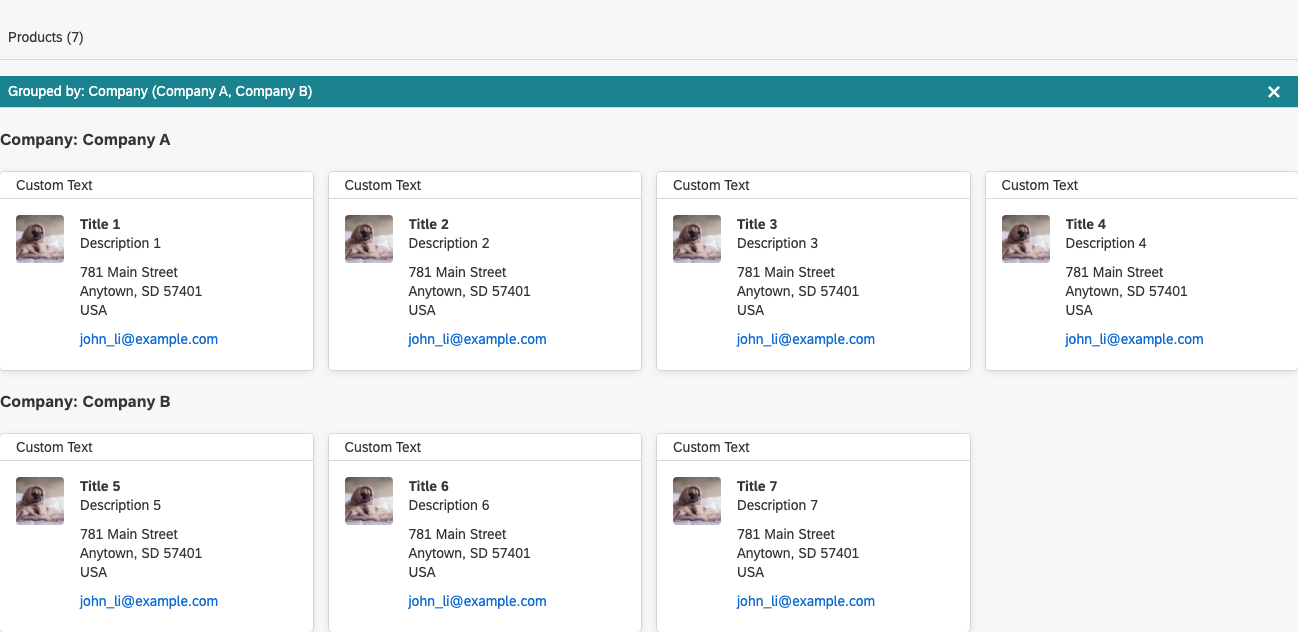 Products (7)
Grouped by: Company (Company A, Company B)
Company: Company A
Custom Text
Title 1
Description 1
781 Main Street
Anytown, SD 57401
USA
john_li@example.com
Custom Text
Title 2
Description 2
781 Main Street
Anytown, SD 57401
USA
john_li@example.com
Custom Text
Title 3
Description 3
781 Main Street
Anytown, SD 57401
USA
john_li@example.com
Custom Text
Title 4
Description 4
781 Main Street
Anytown, SD 57401
USA
john_li@example.com
Company: Company B
Custom Text
Title 5
Description 5
781 Main Street
Anytown, SD 57401
USA
john_li@example.com
Custom Text
Title 6
Description 6
781 Main Street
Anytown, SD 57401
USA
john_li@example.com
Custom Text
Title 7
Description 7
781 Main Street
Anytown, SD 57401
USA
john_li@example.com